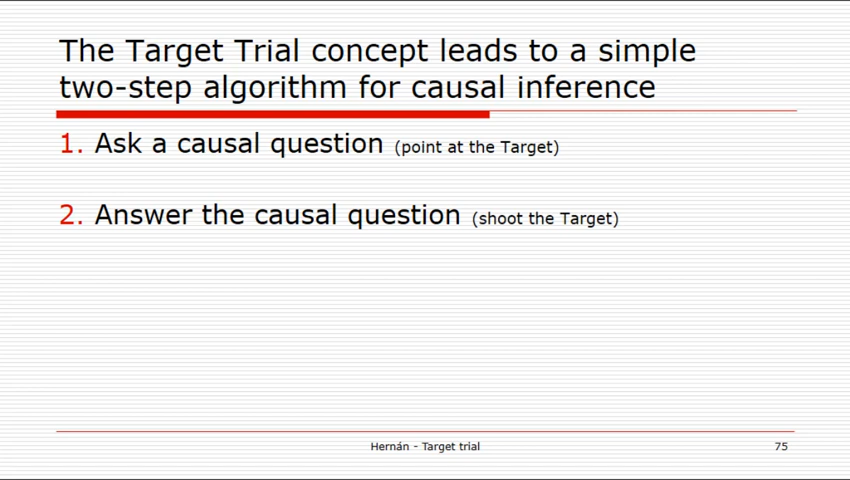 The Target Trial concept leads to a simple
two-step algorithm for causal inference
1. Ask a causal question (point at the Target)
2. Answer the causal question (shoot the Target)
Hernán - Target trial
75